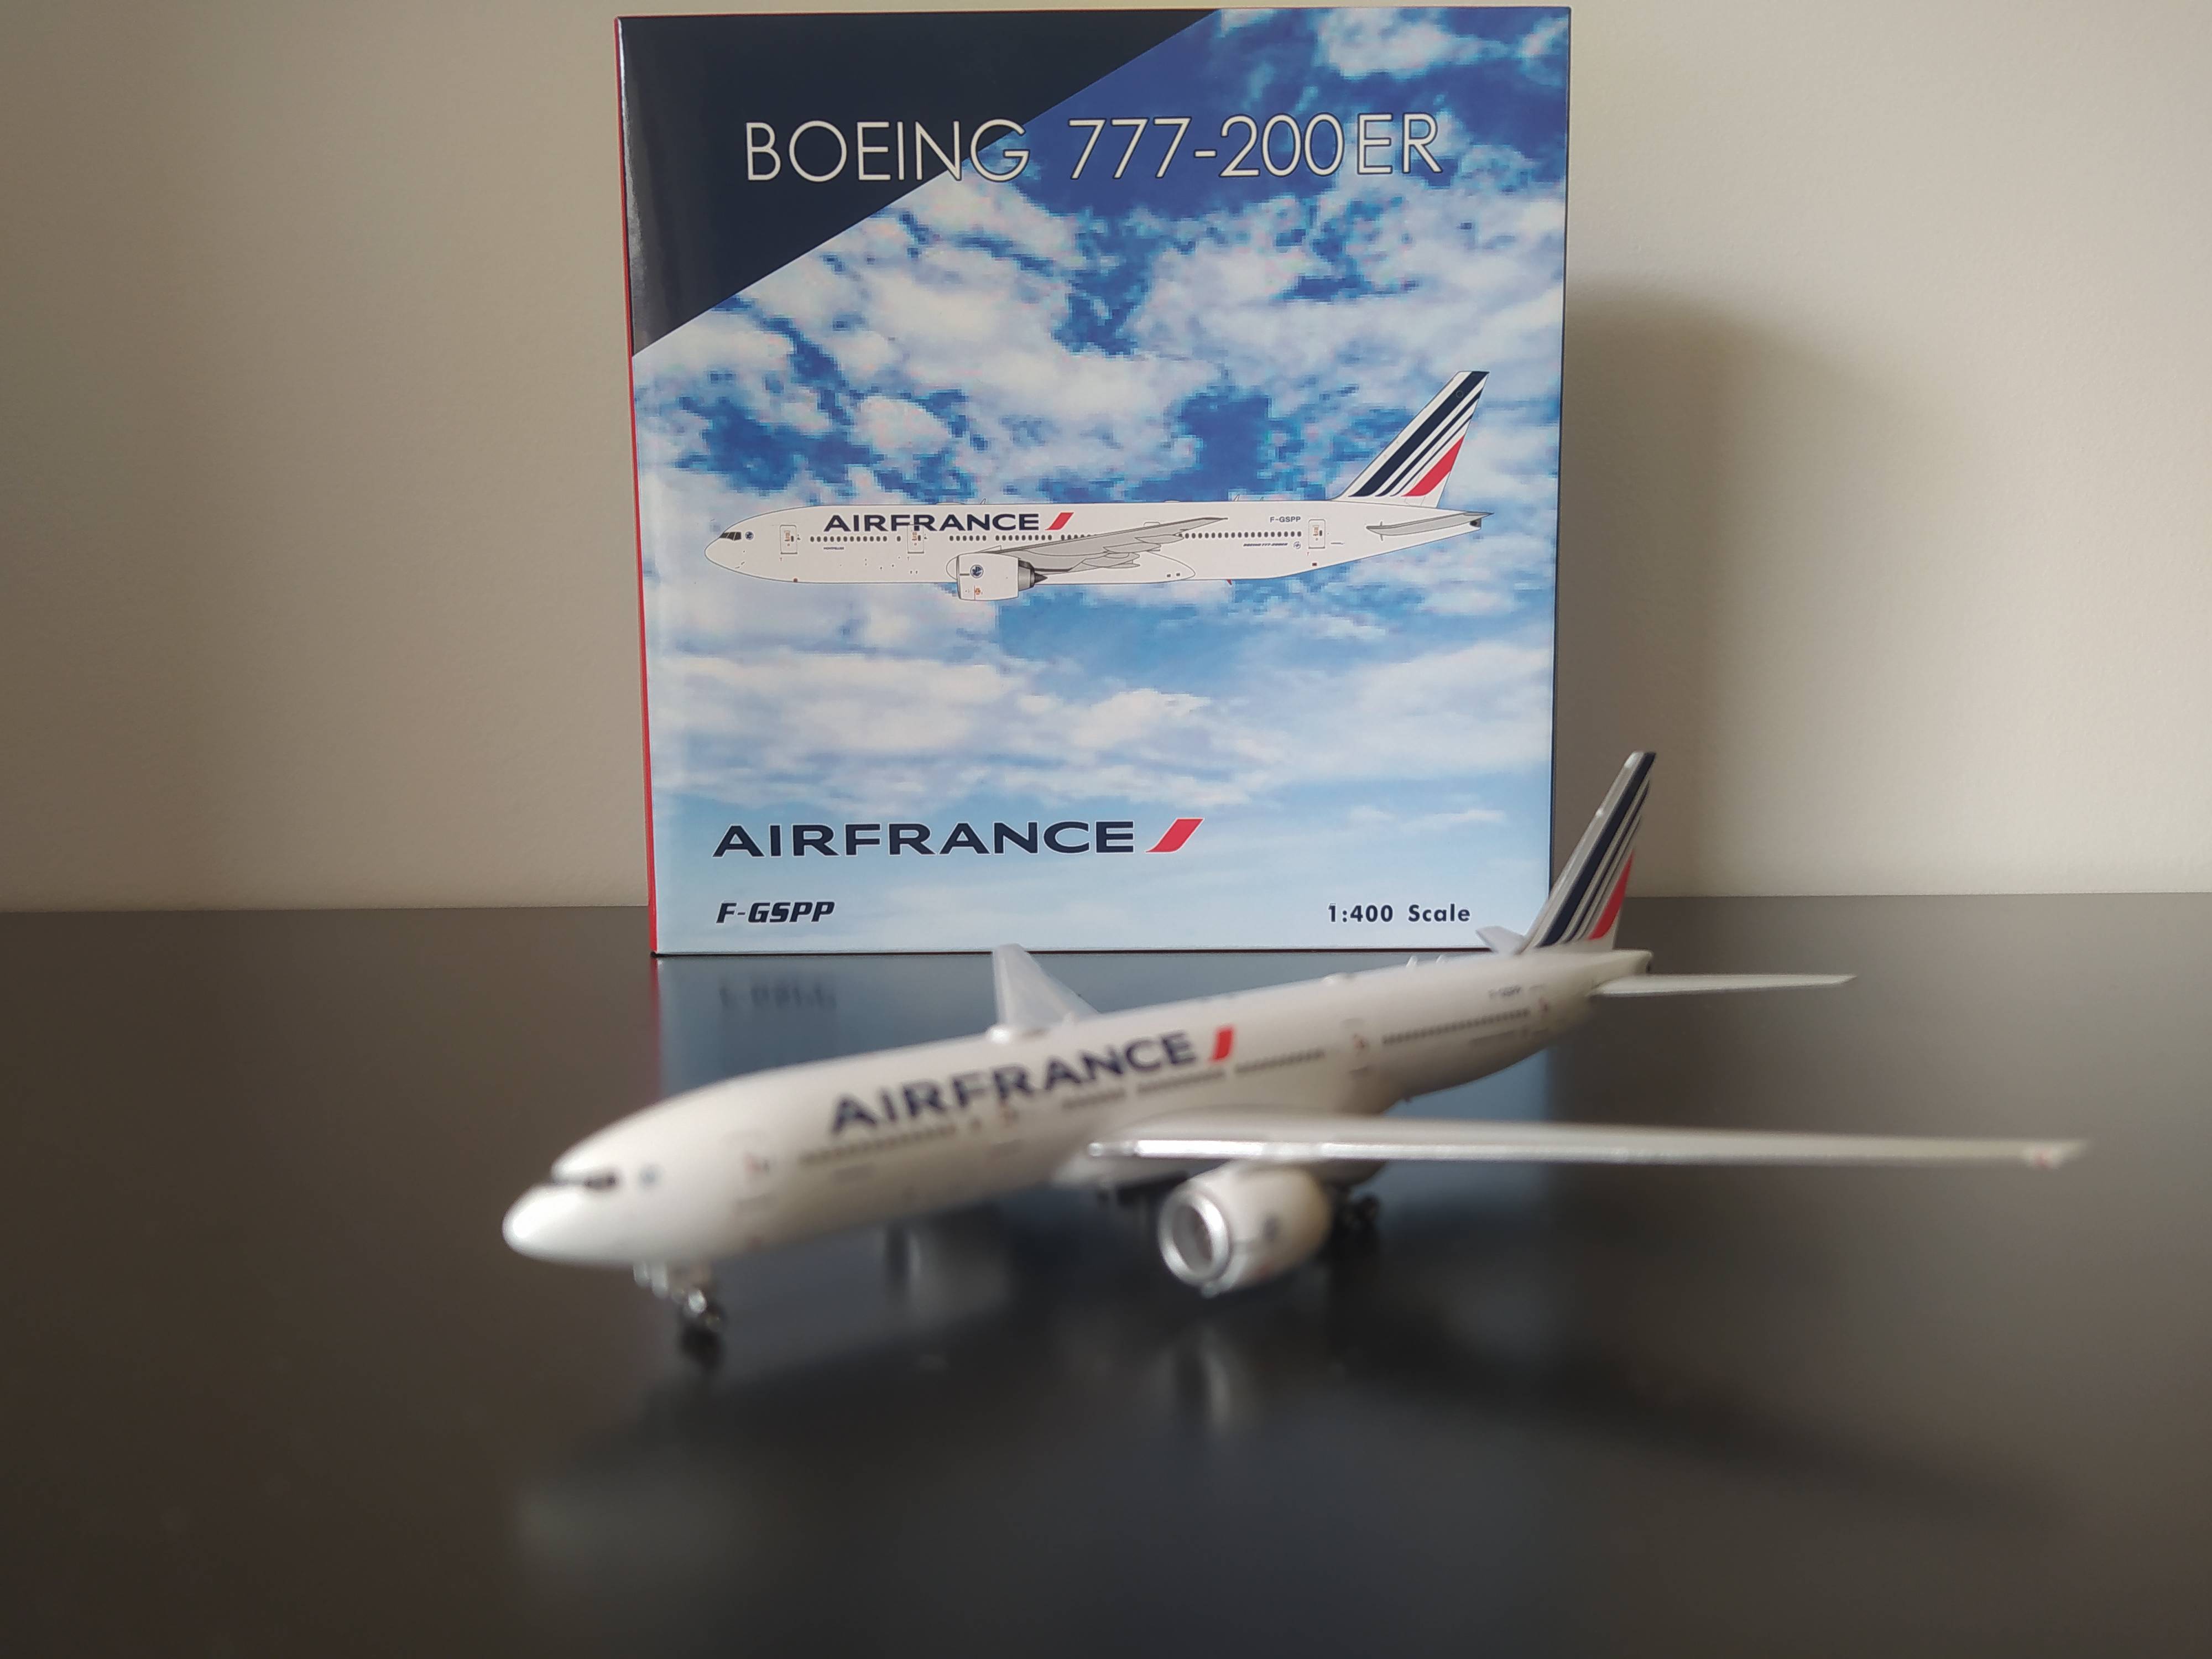 BOEING 777-200ER
AIRFRANCE
F-GSPP
AIRFRANCE
F-GSPP
1:400 Scale
AIRFRANCE